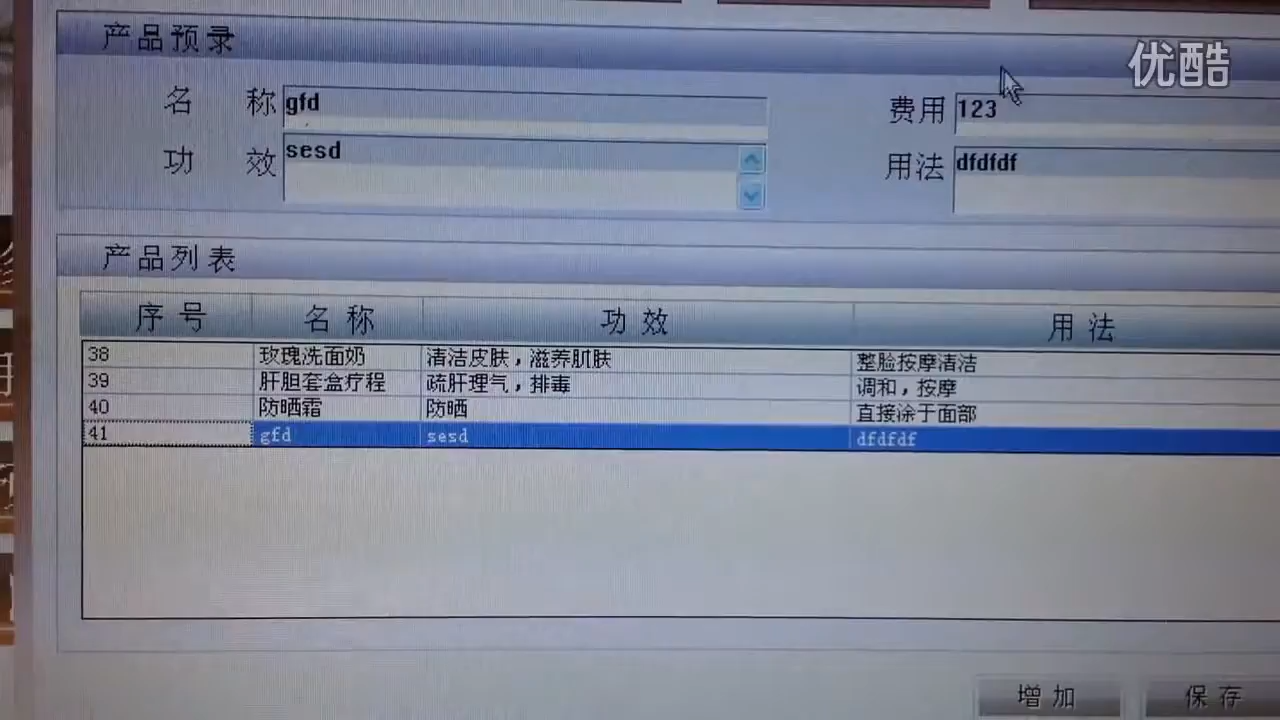 产品预录
优酷
名 称 gfd 费用 123
功 效 sesd 用法 dfdfdf
产品列表
序号 名称 功效 用法
38 玫瑰洗面奶 清洁皮肤，滋养肌肤 整脸按摩清洁
39 肝胆套盒疗程 疏肝理气，排毒 调和，按摩
40 防晒霜 防晒 直接涂于面部
41 gfd sesd dfdfdf
增加 保存